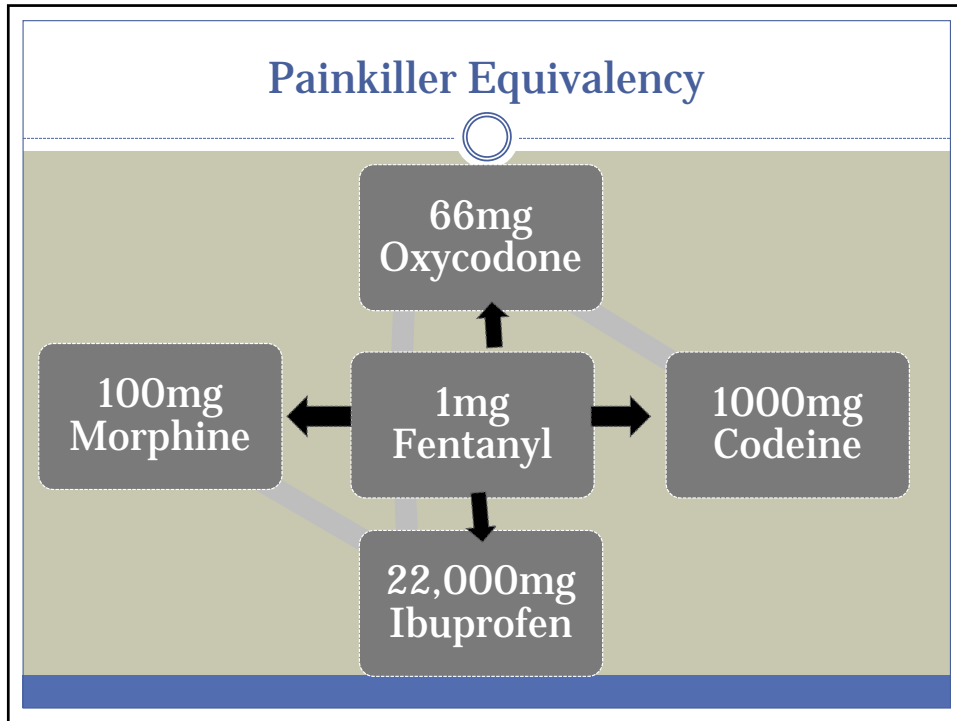 Painkiller Equivalency
66mg
Oxycodone
100mg
Morphine
1mg
Fentanyl
1000mg
Codeine
22,000mg
Ibuprofen